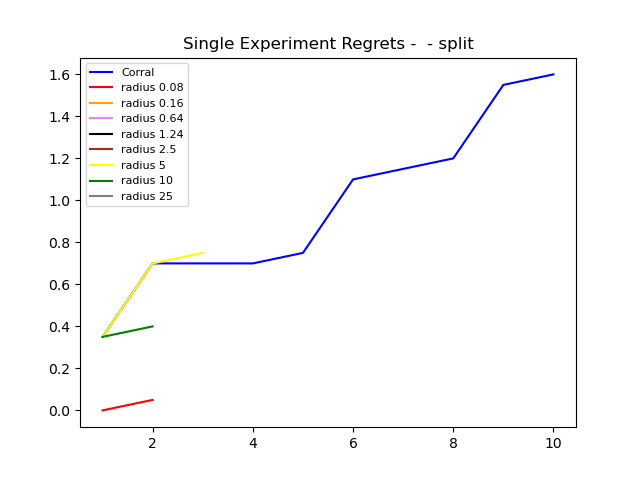 Single Experiment Regrets -  - split
Corral
radius 0.08
radius 0.16
radius 0.64
radius 1.24
radius 2.5
radius 5
radius 10
radius 25
1.6
1.4
1.2
1.0
0.8
0.6
0.4
0.2
0.0
2 4 6 8 10